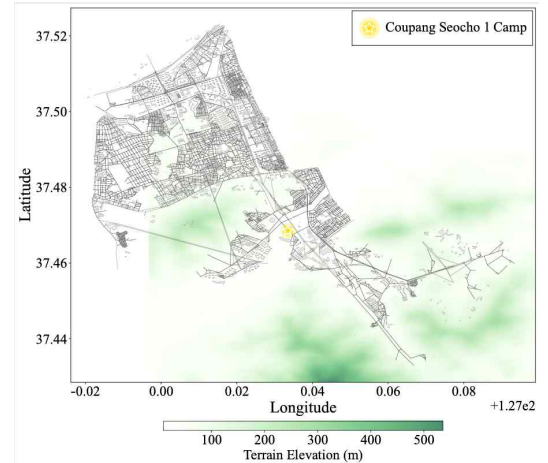 Coupang Seocho 1 Camp
37.52
37.50
37.48
37.46
37.44
Latitude
-0.02 0.00 0.02 0.04 0.06 0.08
Longitude
+1.27e2
100 200 300 400 500
Terrain Elevation (m)